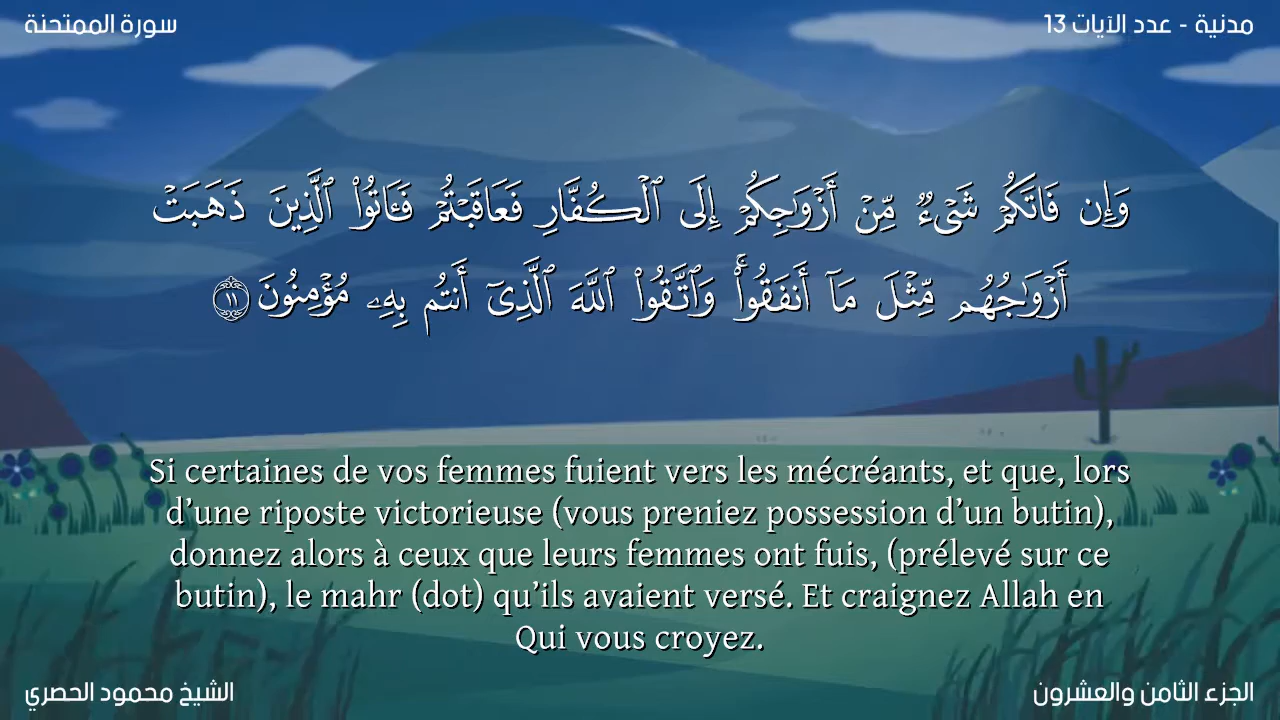 سورة الممتحنة
مدنية - عدد الآيات 13
وَإِن فَاتَكُمْ شَىْءٌ مِّنْ أَزْوَٰجِكُمْ إِلَى ٱلْكُفَّارِ فَعَاقَبْتُمْ فَـَٔاتُوا۟ ٱلَّذِينَ ذَهَبَتْ
أَزْوَٰجُهُم مِّثْلَ مَآ أَنفَقُوا۟ ۚ وَٱتَّقُوا۟ ٱللَّهَ ٱلَّذِىٓ أَنتُم بِهِۦ مُؤْمِنُونَ ١١
Si certaines de vos femmes fuient vers les mécréants, et que, lors
d’une riposte victorieuse (vous preniez possession d’un butin),
donnez alors à ceux que leurs femmes ont fuis, (prélevé sur ce
butin), le mahr (dot) qu’ils avaient versé. Et craignez Allah en
Qui vous croyez.
الشيخ محمود الحصري
الجزء الثامن والعشرون